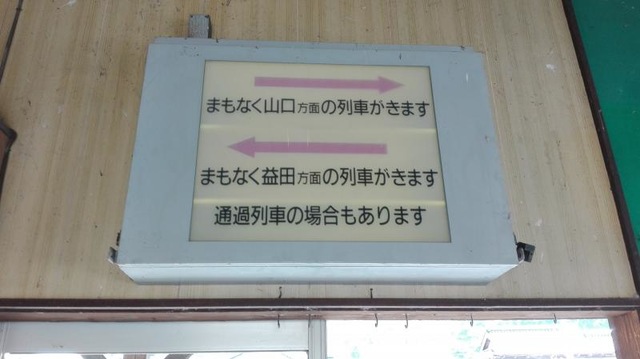 まもなく山口方面の列車がきます
まもなく益田方面の列車がきます
通過列車の場合もあります